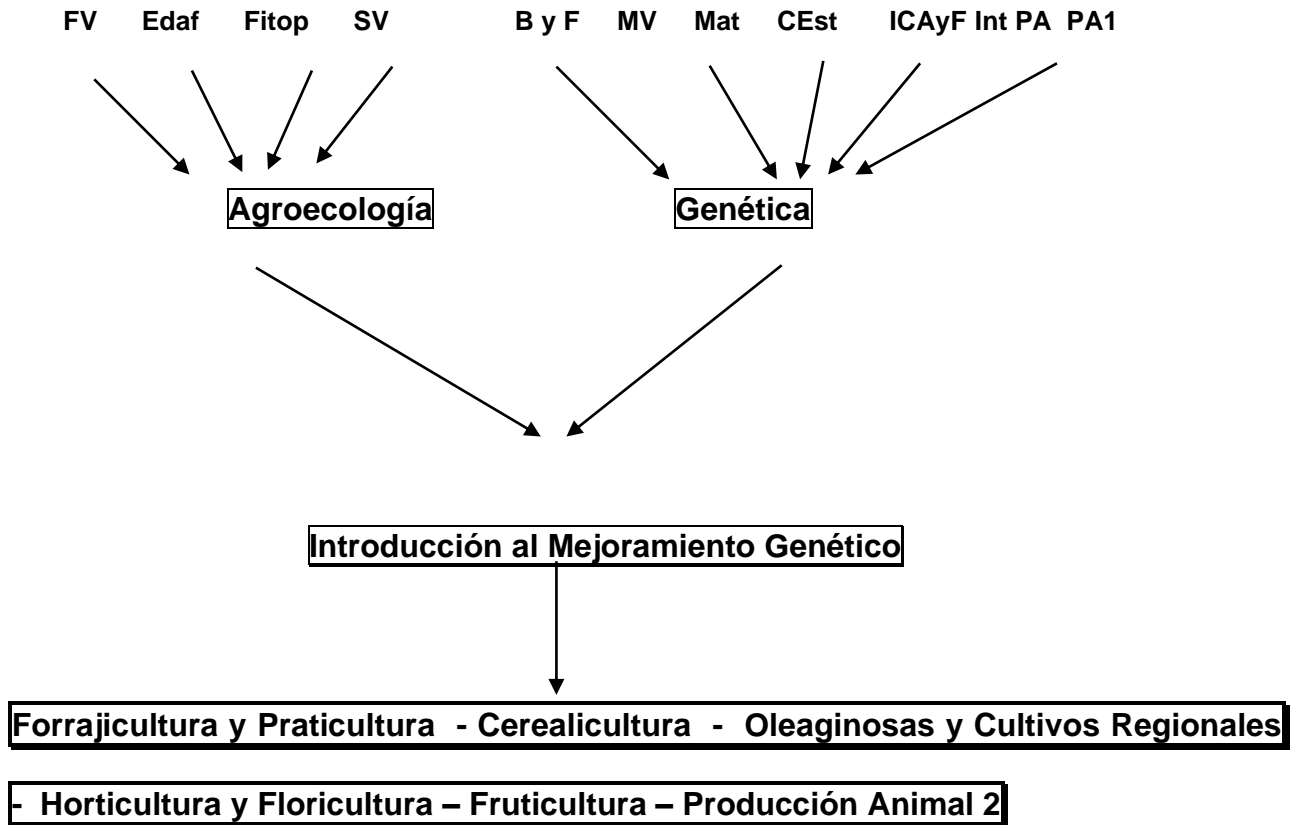 FV Edaf Fitop SV B y F MV Mat CEst ICAyF Int PA PA1
Agroecología Genética
Introducción al Mejoramiento Genético
Forrajicultura y Praticultura - Cerealicultura - Oleaginosas y Cultivos Regionales
- Horticultura y Floricultura – Fruticultura – Producción Animal 2